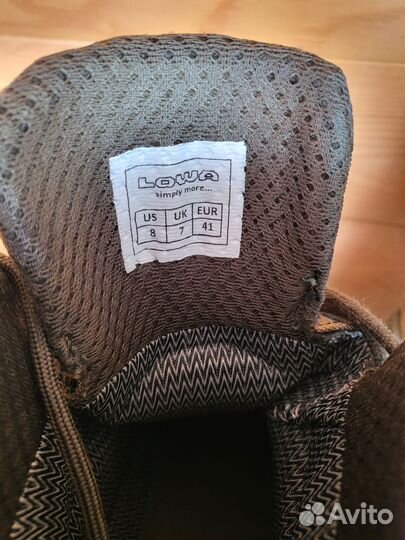 LOWA
simply more...
US UK EUR
8 7 41
Avito